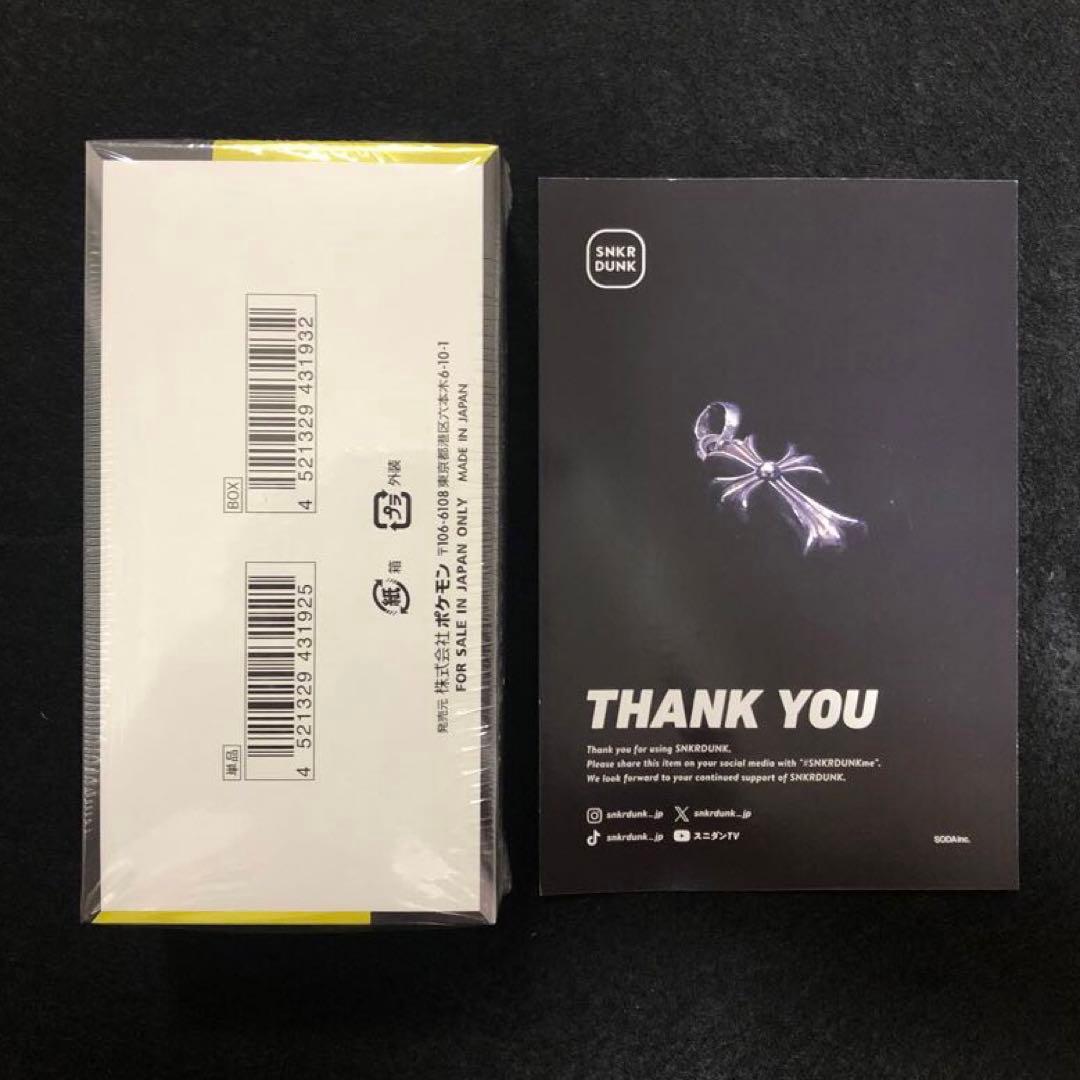 BOX
4 521329 431932
単品
4 521329 431925
プラ 外装
紙 箱
発売元 株式会社ポケモン 〒106-6108 東京都港区六本木6-10-1
FOR SALE IN JAPAN ONLY MADE IN JAPAN
SNKR
DUNK
THANK YOU
Thank you for using SNKRDUNK.
Please share this item on your social media with "#SNKRDUNKme".
We look forward to your continued support of SNKRDUNK.
snkrdunk_jp snkrdunk_jp
snkrdunk_jp スニダンTV
SODA inc.